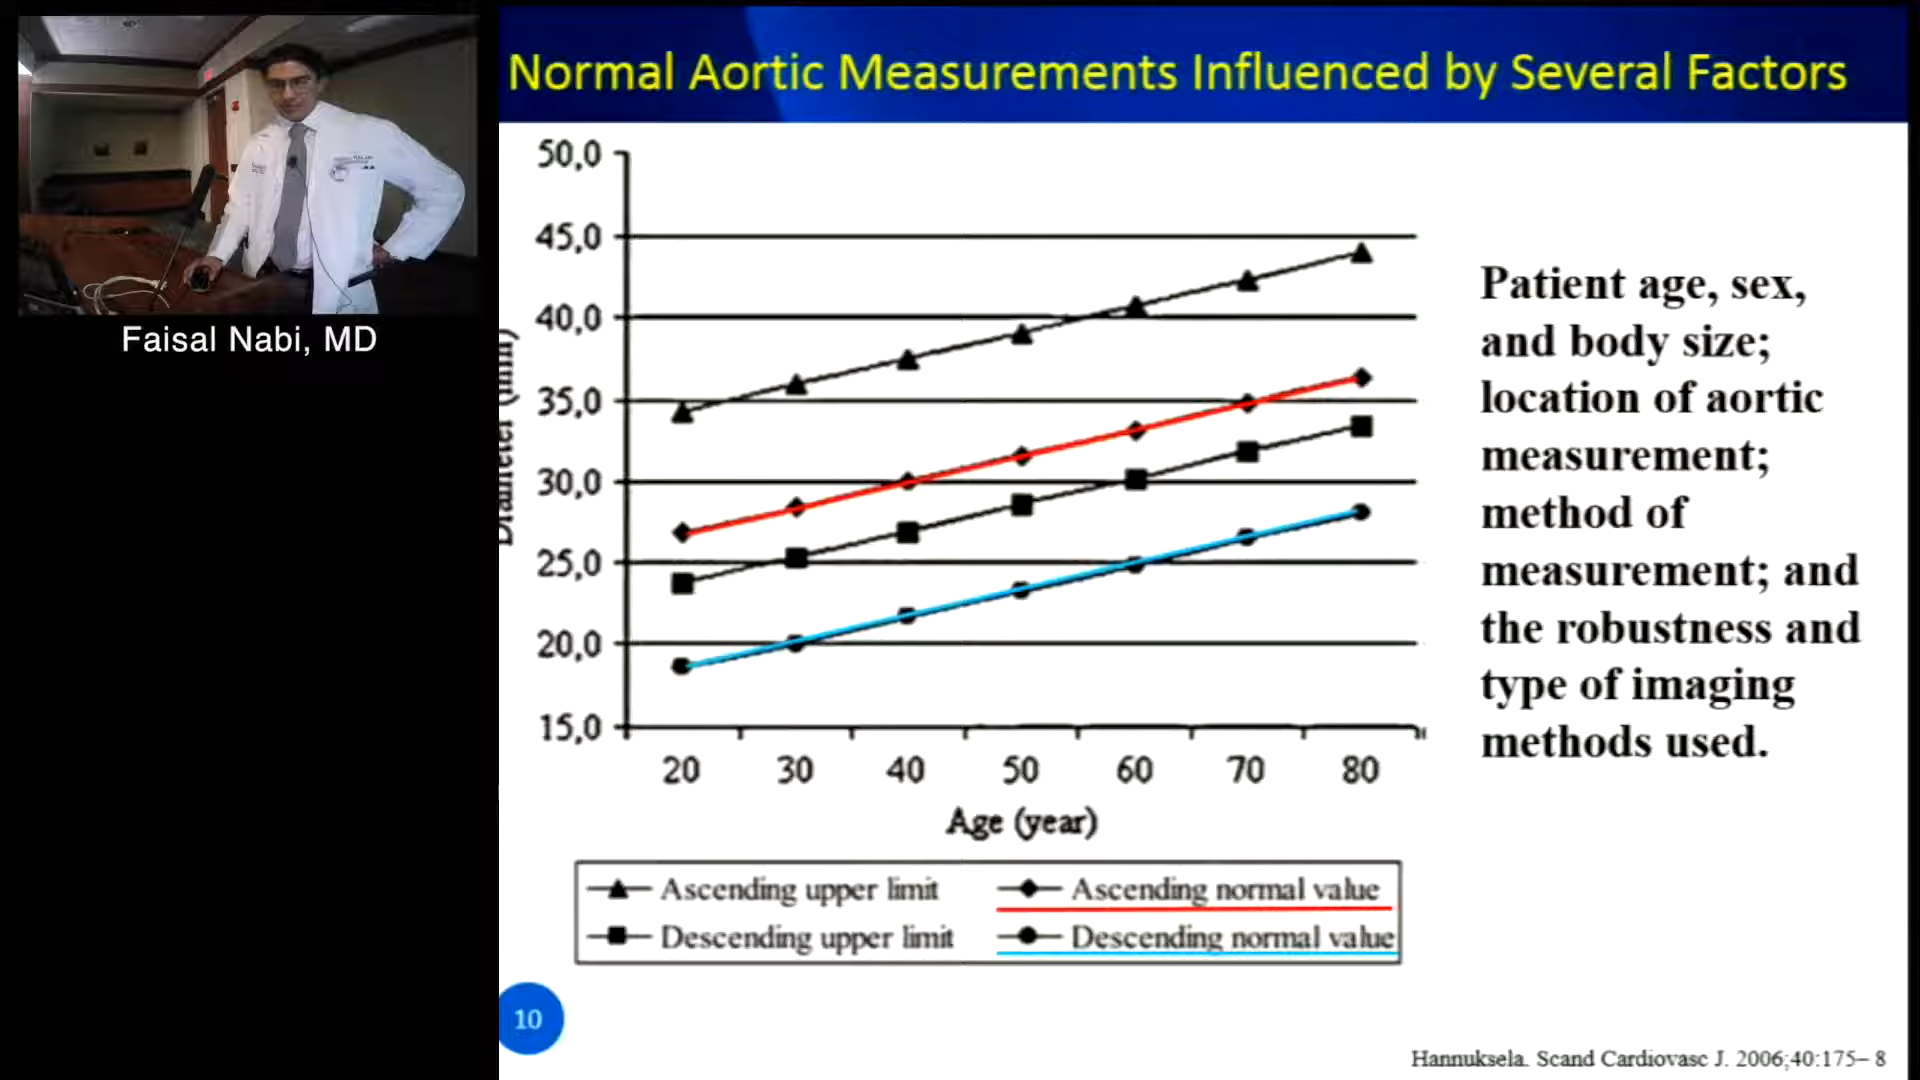 Normal Aortic Measurements Influenced by Several Factors
Faisal Nabi, MD
Diameter (mm)
50,0
45,0
40,0
35,0
30,0
25,0
20,0
15,0
20 30 40 50 60 70 80
Age (year)
Ascending upper limit Ascending normal value
Descending upper limit Descending normal value
Patient age, sex,
and body size;
location of aortic
measurement;
method of
measurement; and
the robustness and
type of imaging
methods used.
10
Hannuksela. Scand Cardiovasc J. 2006;40:175– 8